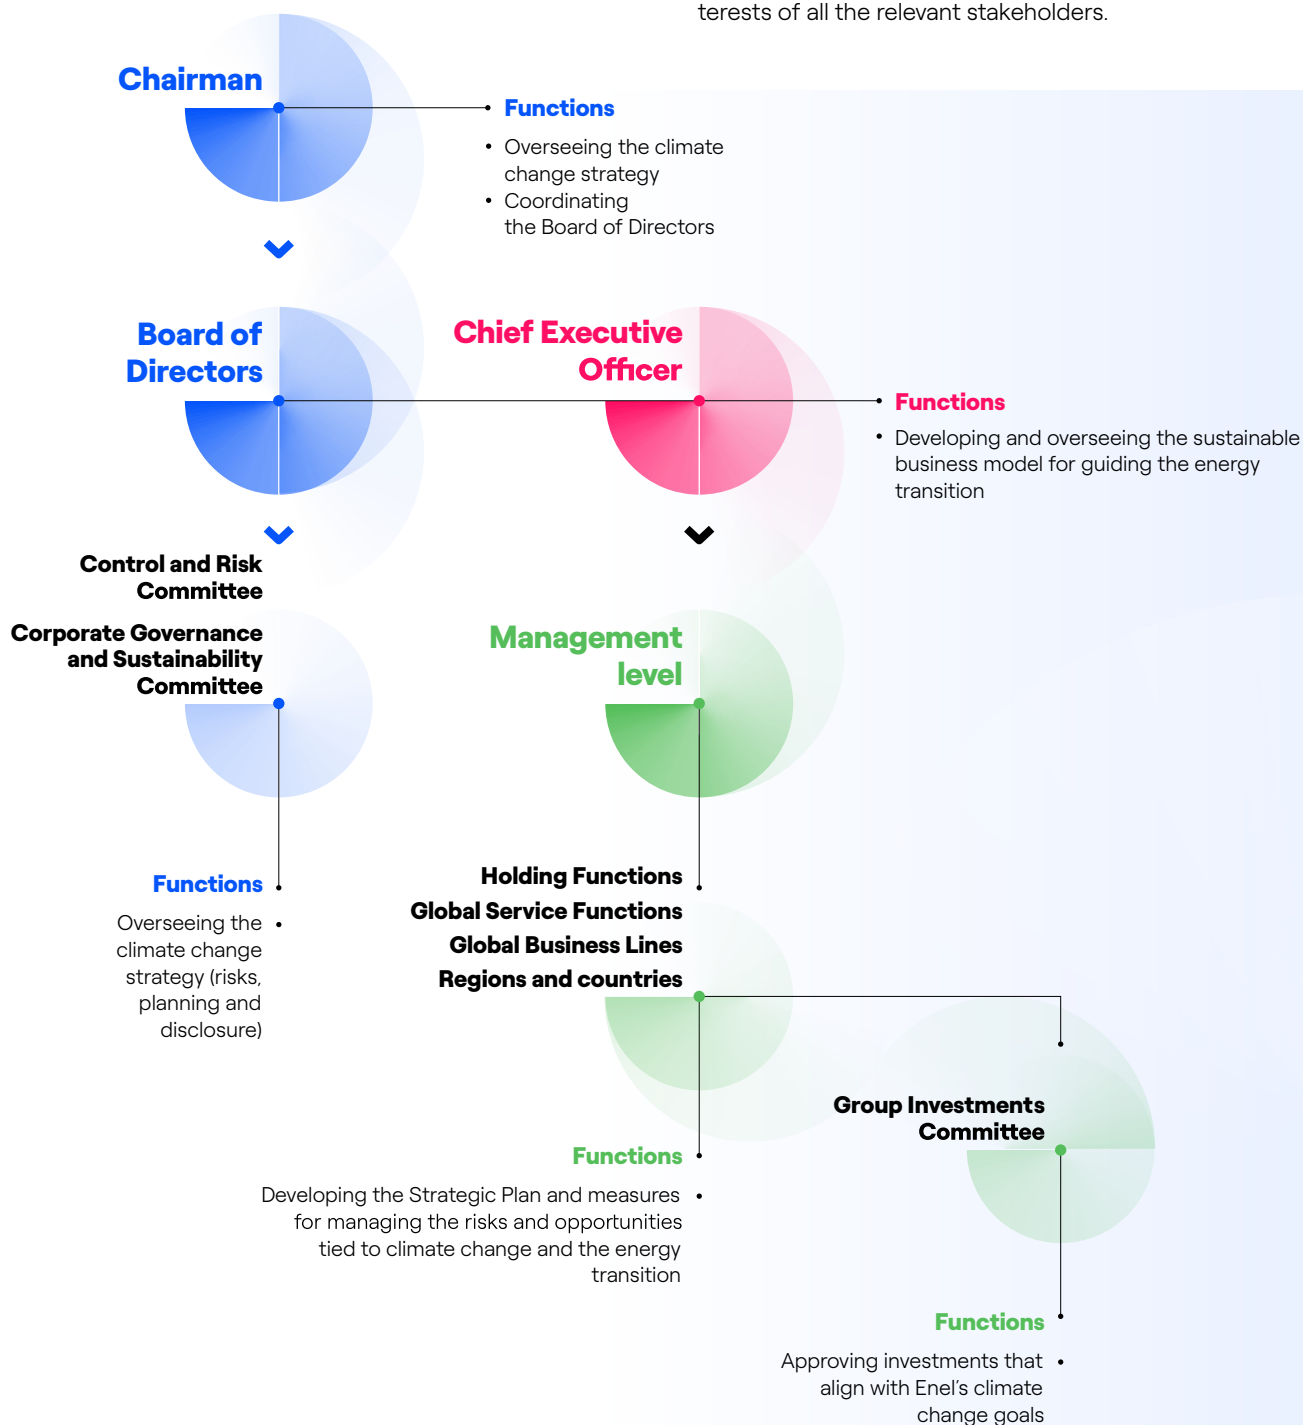 terests of all the relevant stakeholders.
Chairman
Functions
• Overseeing the climate
change strategy
• Coordinating
the Board of Directors
Board of
Directors
Chief Executive
Officer
Functions
• Developing and overseeing the sustainable
business model for guiding the energy
transition
Control and Risk
Committee
Corporate Governance
and Sustainability
Committee
Management
level
Functions
Overseeing the •
climate change
strategy (risks,
planning and
disclosure)
Holding Functions
Global Service Functions
Global Business Lines
Regions and countries
Group Investments
Committee
Functions
Developing the Strategic Plan and measures •
for managing the risks and opportunities
tied to climate change and the energy
transition
Functions
Approving investments that •
align with Enel’s climate
change goals